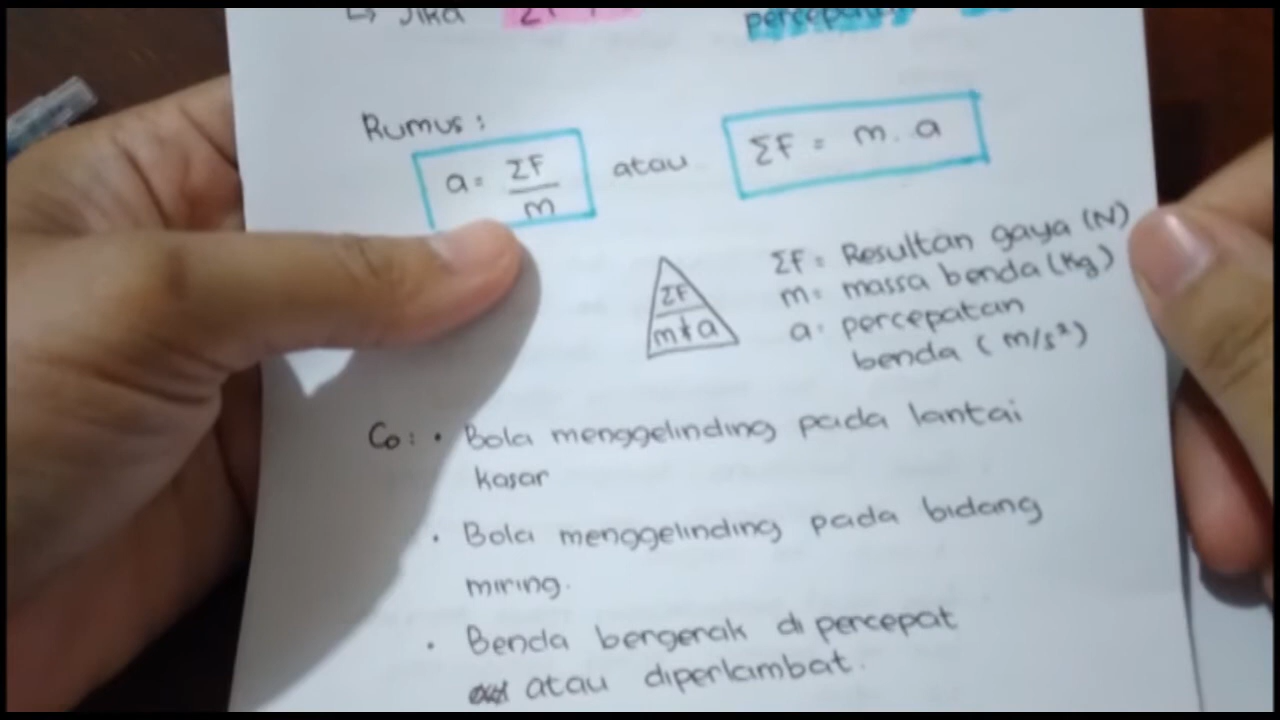 ↳ Jika
Rumus :
a = ΣF / m atau ΣF = m . a
ΣF
m * a
ΣF = Resultan gaya (N)
m = massa benda (Kg)
a = percepatan
benda ( m/s²)
Co : • Bola menggelinding pada lantai
kasar
• Bola menggelinding pada bidang
miring.
• Benda bergerak di percepat
atau diperlambat.